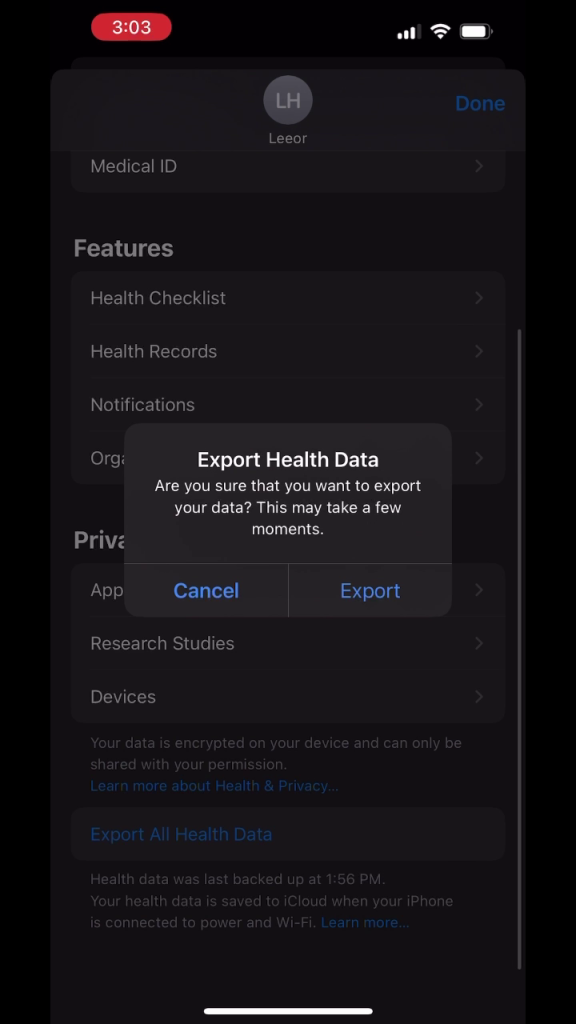 3:03
LH
Done
Leeor
Medical ID
Features
Health Checklist
Health Records
Notifications
Orga
Export Health Data
Are you sure that you want to export
your data? This may take a few
moments.
Priva
App
Cancel
Export
Research Studies
Devices
Your data is encrypted on your device and can only be
shared with your permission.
Learn more about Health & Privacy...
Export All Health Data
Health data was last backed up at 1:56 PM.
Your health data is saved to iCloud when your iPhone
is connected to power and Wi-Fi. Learn more...